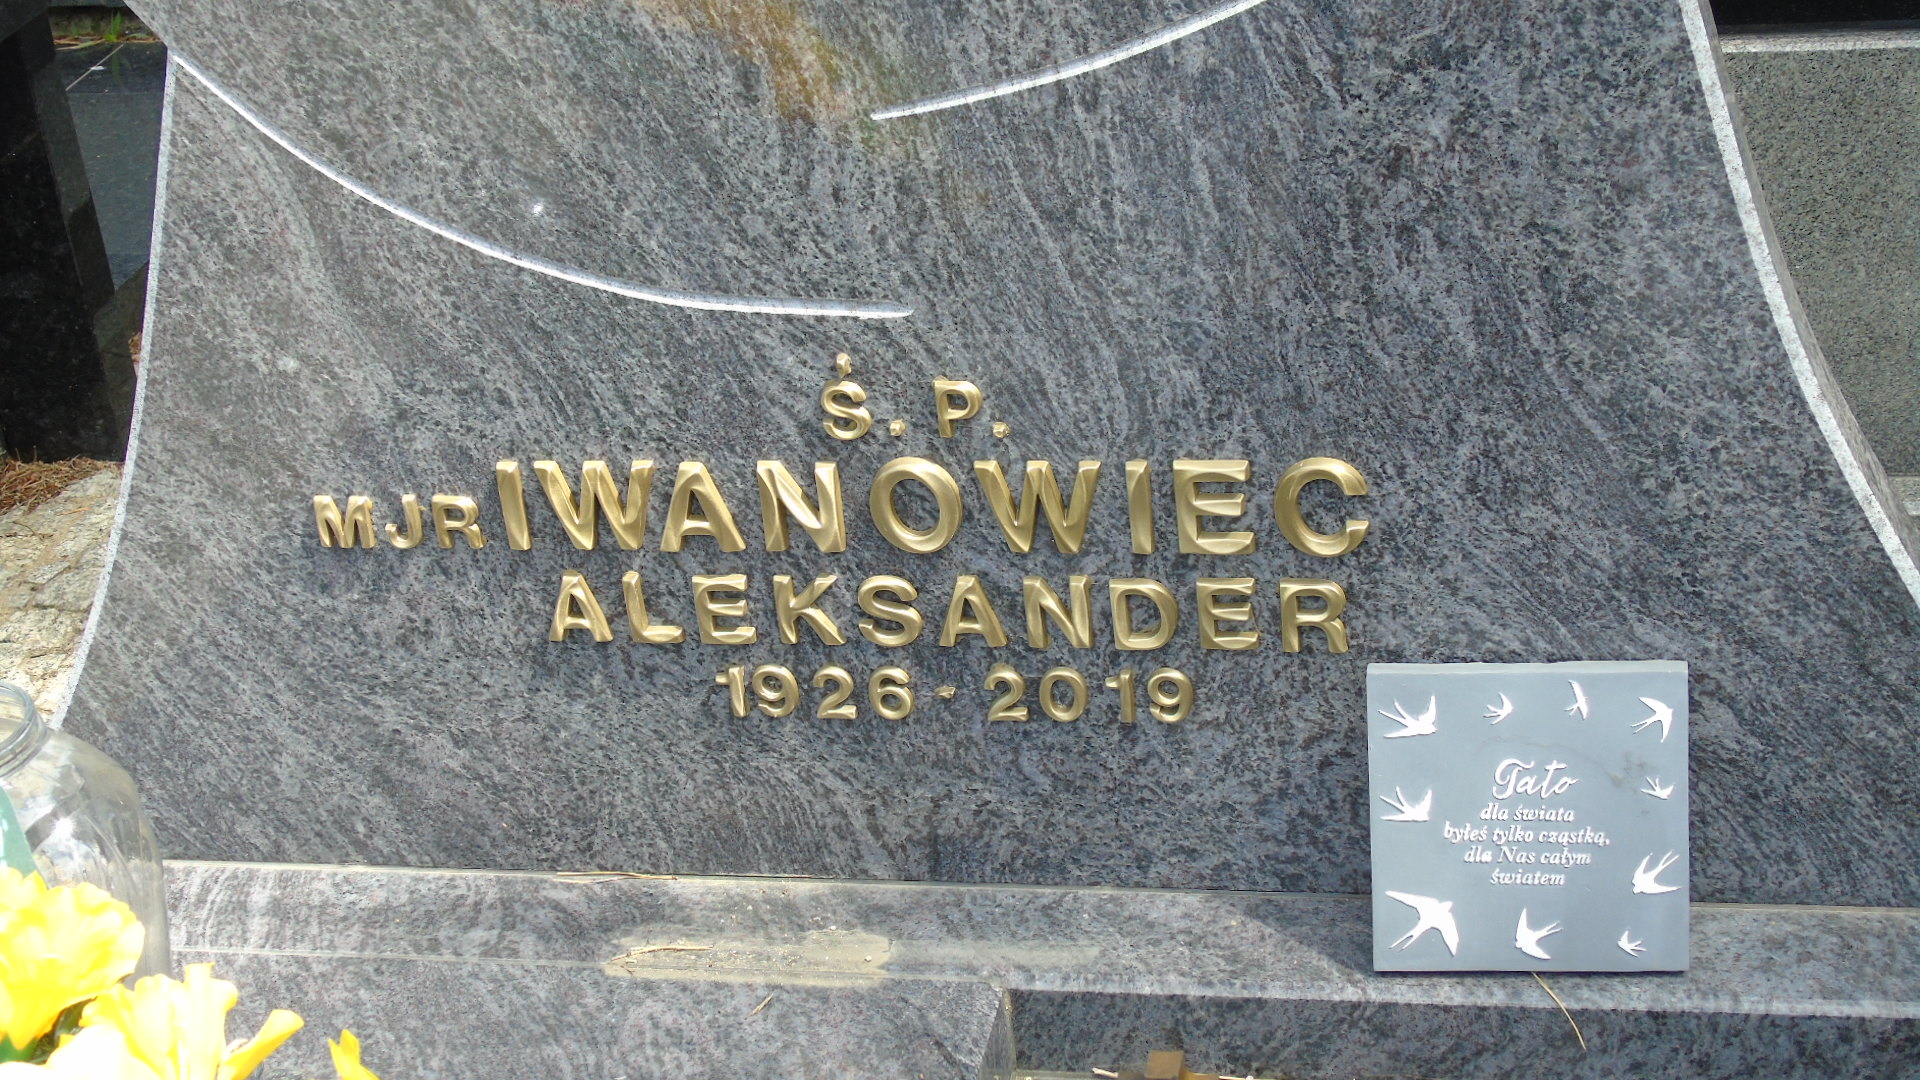 Ś. P.
MJR IWANOWIEC
ALEKSANDER
1926 - 2019
Tato
dla świata
byłeś tylko cząstką,
dla Nas całym
światem